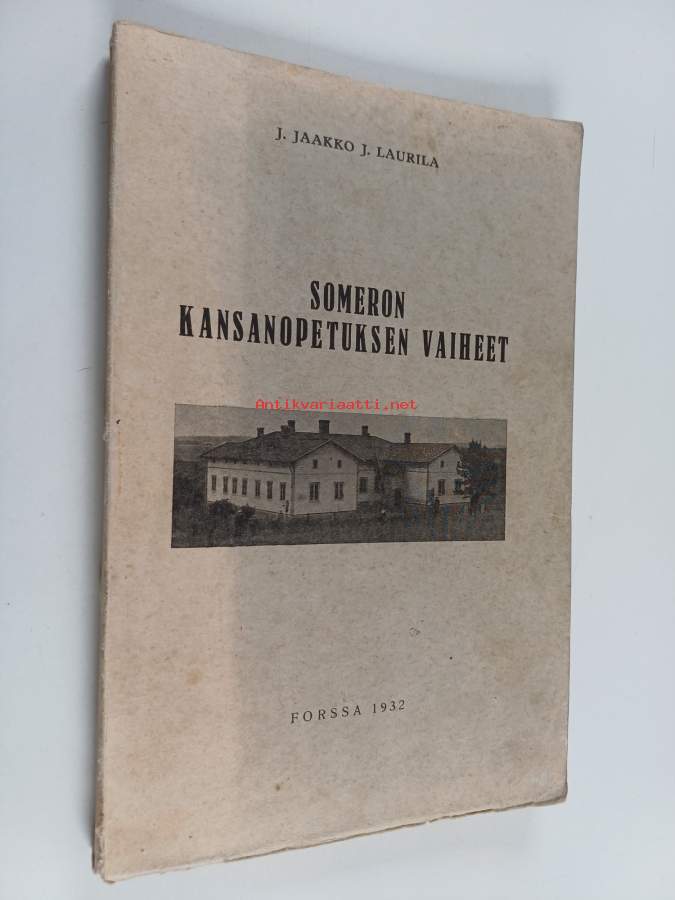 J. JAAKKO J. LAURILA
SOMERON
KANSANOPETUKSEN VAIHEET
Antikvariaatti.net
FORSSA 1932